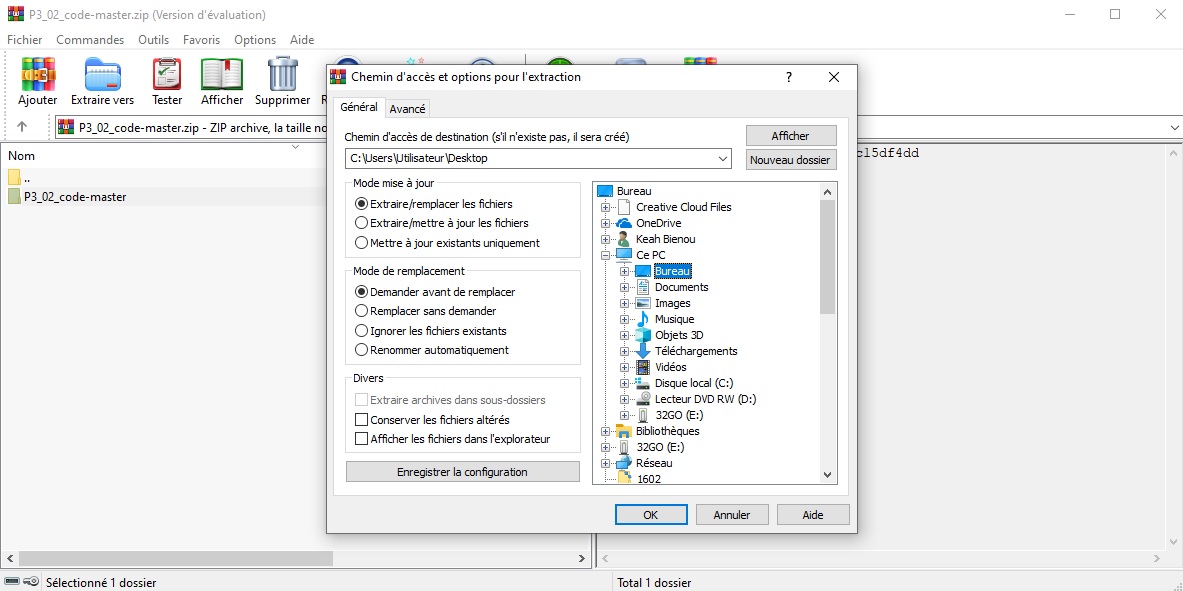 P3_02_code-master.zip (Version d'évaluation)
Fichier Commandes Outils Favoris Options Aide
Ajouter Extraire vers Tester Afficher Supprimer
P3_02_code-master.zip - ZIP archive, la taille
Nom
..
P3_02_code-master
c15df4dd
Chemin d'accès et options pour l'extraction
?
Général Avancé
Chemin d'accès de destination (s'il n'existe pas, il sera créé)
C:\Users\Utilisateur\Desktop
Afficher
Nouveau dossier
Mode mise à jour
Extraire/remplacer les fichiers
Extraire/mettre à jour les fichiers
Mettre à jour existants uniquement
Mode de remplacement
Demander avant de remplacer
Remplacer sans demander
Ignorer les fichiers existants
Renommer automatiquement
Divers
Extraire archives dans sous-dossiers
Conserver les fichiers altérés
Afficher les fichiers dans l'explorateur
Enregistrer la configuration
Bureau
Creative Cloud Files
OneDrive
Keah Bienou
Ce PC
Bureau
Documents
Images
Musique
Objets 3D
Téléchargements
Vidéos
Disque local (C:)
Lecteur DVD RW (D:)
32GO (E:)
Bibliothèques
32GO (E:)
Réseau
1602
OK Annuler Aide
Sélectionné 1 dossier
Total 1 dossier